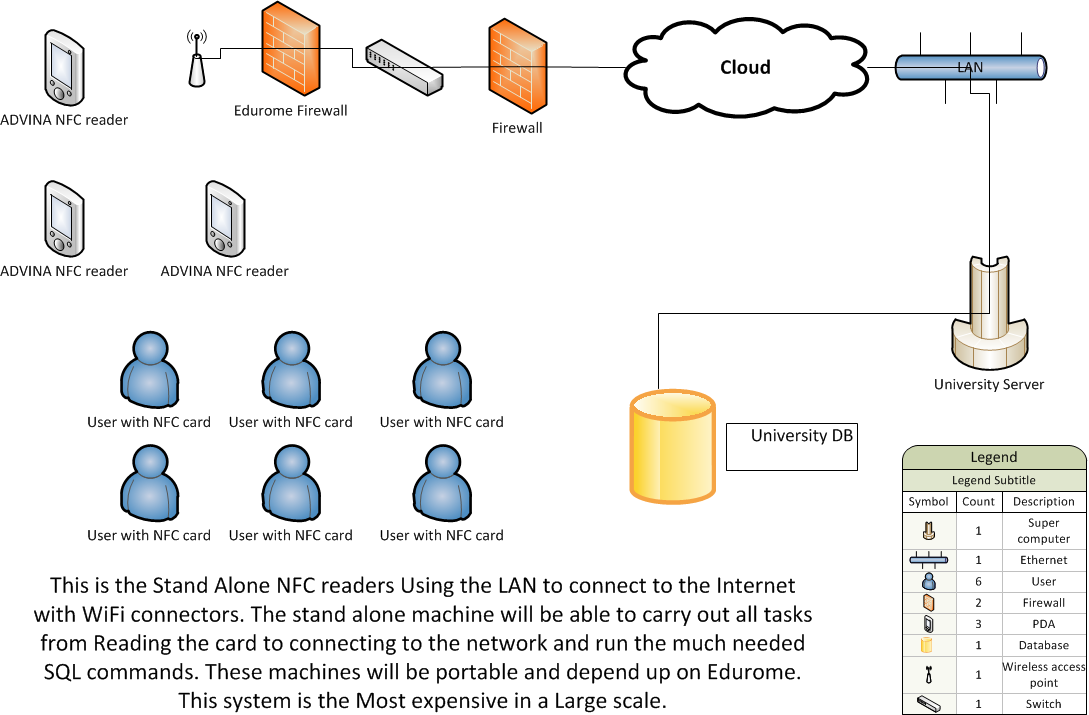 ADVINA NFC reader
Edurome Firewall
Firewall
Cloud
LAN
ADVINA NFC reader
ADVINA NFC reader
User with NFC card
User with NFC card
User with NFC card
User with NFC card
User with NFC card
User with NFC card
University Server
University DB
This is the Stand Alone NFC readers Using the LAN to connect to the Internet
with WiFi connectors. The stand alone machine will be able to carry out all tasks
from Reading the card to connecting to the network and run the much needed
SQL commands. These machines will be portable and depend up on Edurome.
This system is the Most expensive in a Large scale.
Legend
Legend Subtitle
Symbol Count Description
1 Super
computer
1 Ethernet
6 User
2 Firewall
3 PDA
1 Database
1 Wireless access
point
1 Switch